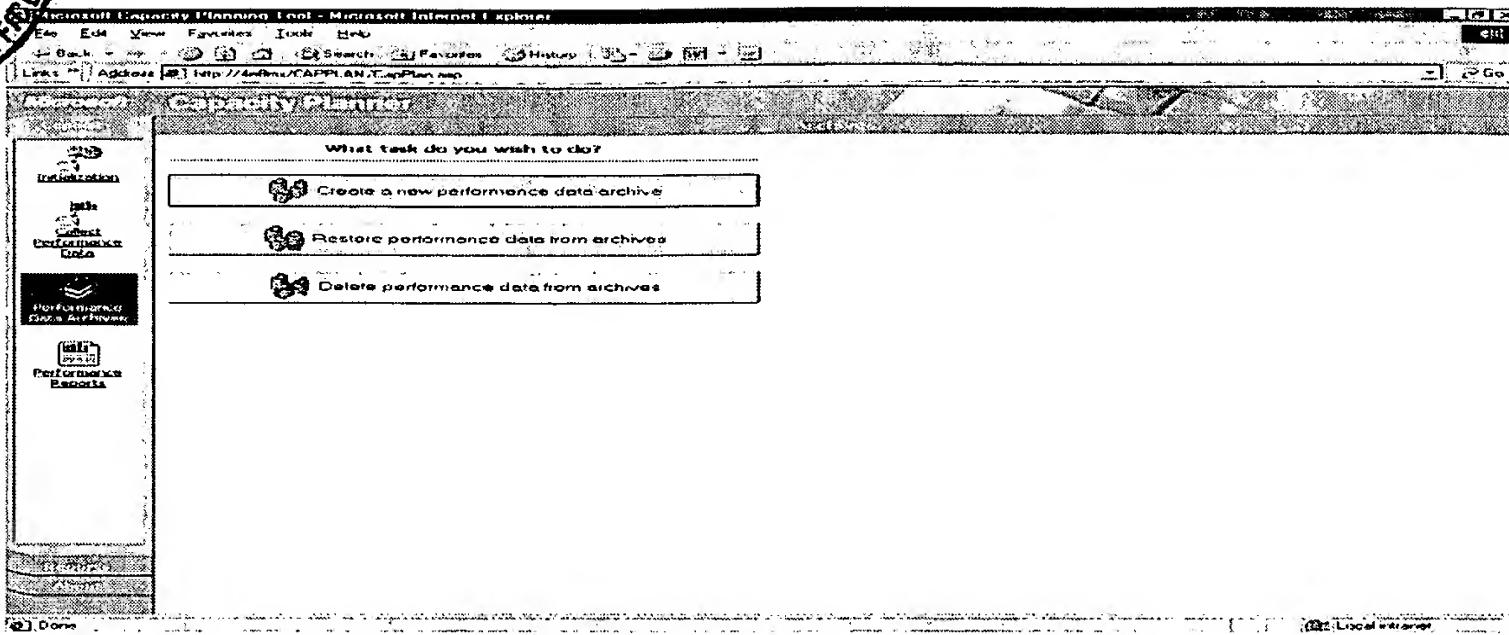 Microsoft Capacity Planning Tool - Microsoft Internet Explorer
File Edit View Favorites Tools Help
Back Search Favorites History
Links Address Go
Microsoft Capacity Planner
What task do you wish to do?
Initialization
Create a new performance data archive
Collect Performance Data
Restore performance data from archives
Delete performance data from archives
Performance Data Archives
Performance Reports
Done Local intranet